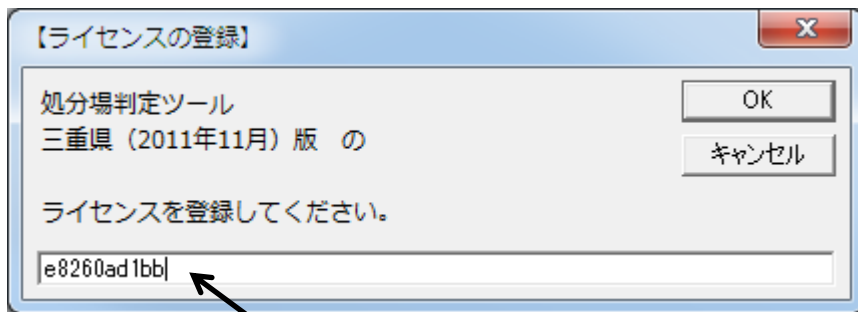 【ライセンスの登録】
処分場判定ツール
三重県（2011年11月）版　の
ライセンスを登録してください。
OK
キャンセル
e8260ad1bb